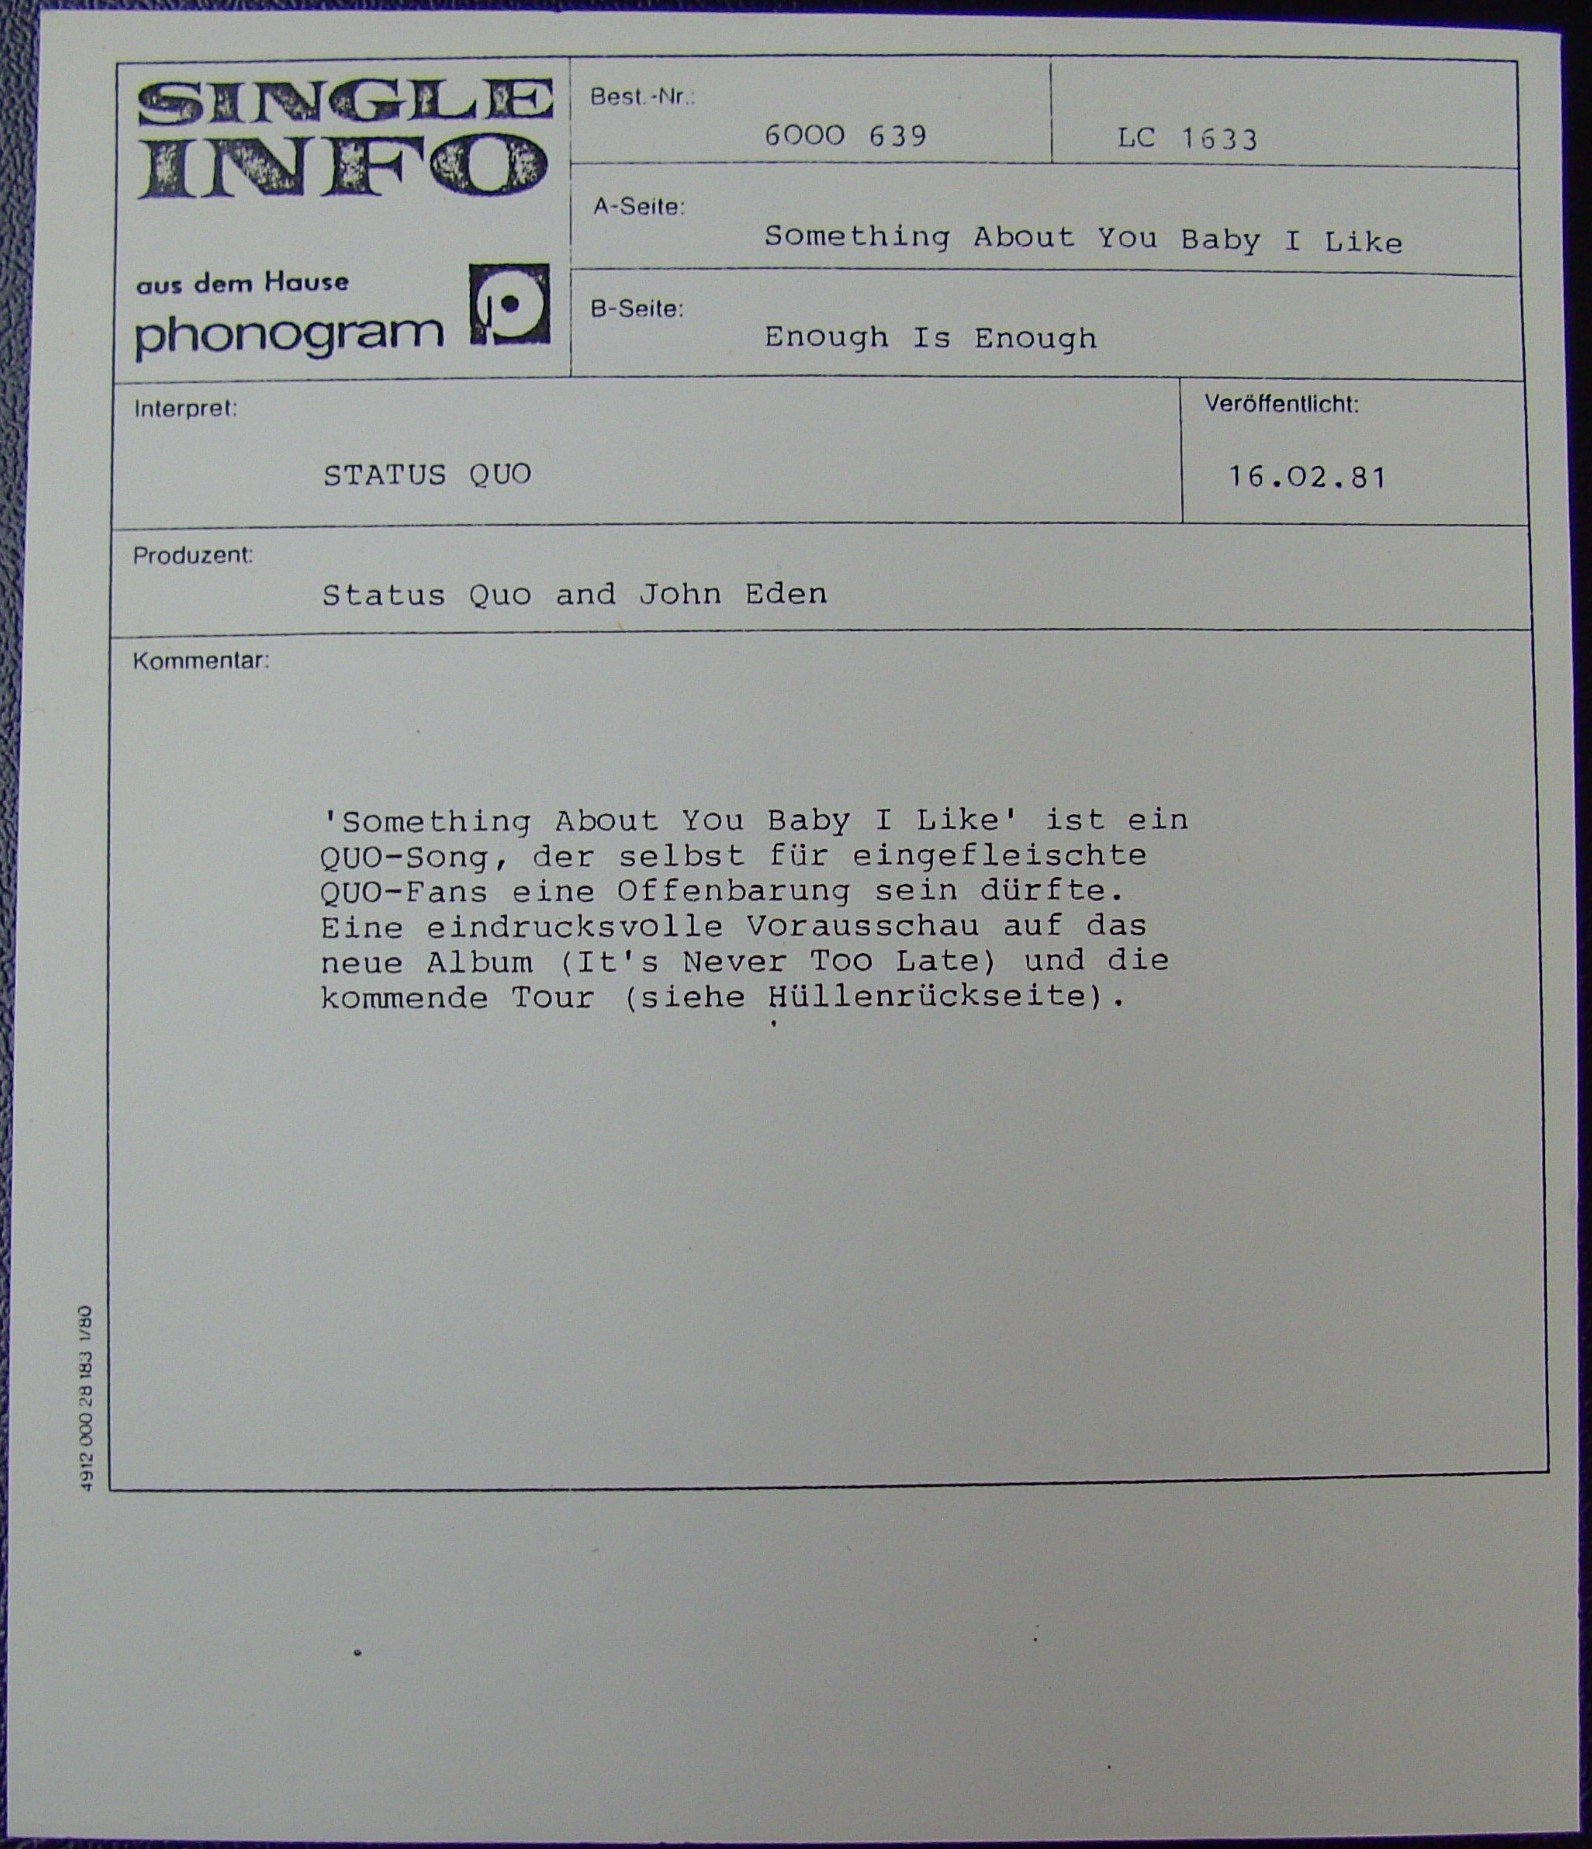 SINGLE
INFO
aus dem Hause
phonogram
Best.-Nr.:
6000 639
LC 1633
A-Seite:
Something About You Baby I Like
B-Seite:
Enough Is Enough
Interpret:
STATUS QUO
Veröffentlicht:
16.02.81
Produzent:
Status Quo and John Eden
Kommentar:
'Something About You Baby I Like' ist ein
QUO-Song, der selbst für eingefleischte
QUO-Fans eine Offenbarung sein dürfte.
Eine eindrucksvolle Vorausschau auf das
neue Album (It's Never Too Late) und die
kommende Tour (siehe Hüllenrückseite).
4912 000 28 183 1/80